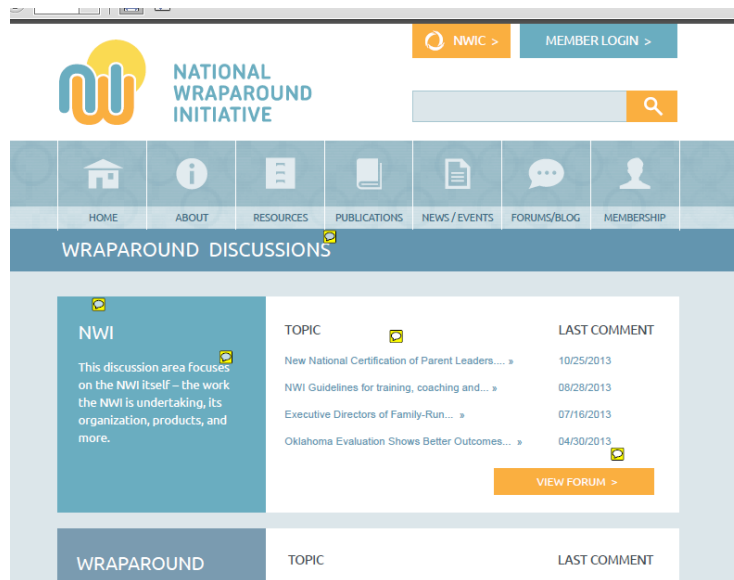 NWIC >
MEMBER LOGIN >
NATIONAL
WRAPAROUND
INITIATIVE
HOME
ABOUT
RESOURCES
PUBLICATIONS
NEWS / EVENTS
FORUMS/BLOG
MEMBERSHIP
WRAPAROUND DISCUSSIONS
NWI
This discussion area focuses
on the NWI itself – the work
the NWI is undertaking, its
organization, products, and
more.
TOPIC LAST COMMENT
New National Certification of Parent Leaders.... » 10/25/2013
NWI Guidelines for training, coaching and... » 08/28/2013
Executive Directors of Family-Run... » 07/16/2013
Oklahoma Evaluation Shows Better Outcomes... » 04/30/2013
VIEW FORUM >
WRAPAROUND
TOPIC LAST COMMENT